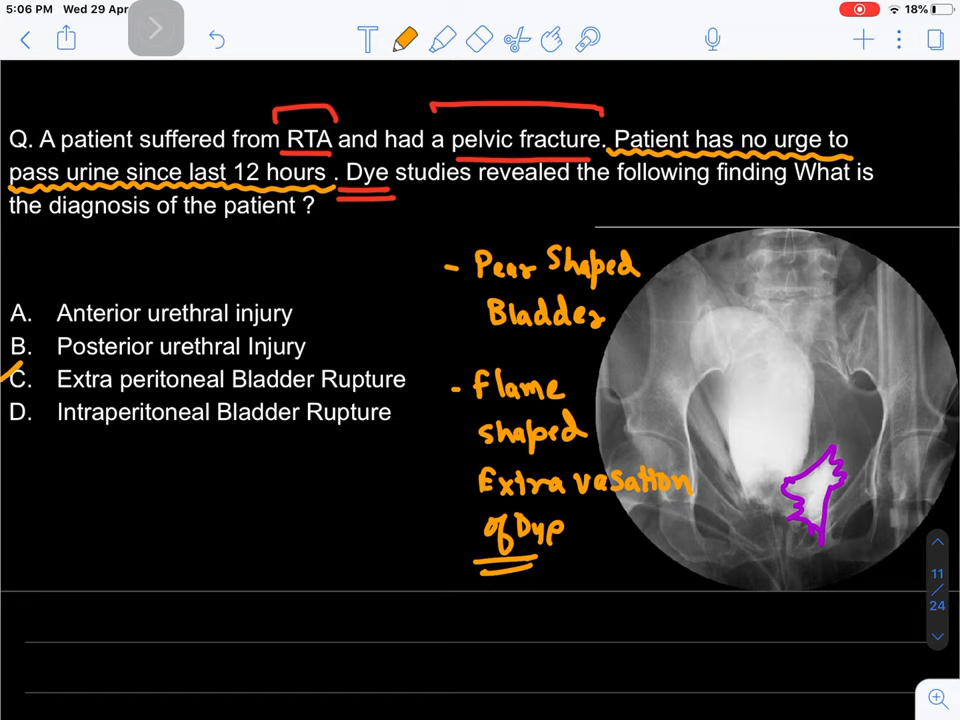 5:06 PM Wed 29 Apr
18%
T
Q. A patient suffered from RTA and had a pelvic fracture. Patient has no urge to
pass urine since last 12 hours . Dye studies revealed the following finding What is
the diagnosis of the patient ?
- Pear Shaped
Bladder
A. Anterior urethral injury
B. Posterior urethral Injury
C. Extra peritoneal Bladder Rupture
D. Intraperitoneal Bladder Rupture
- Flame
shaped
Extravasation
of Dye
11
/
24